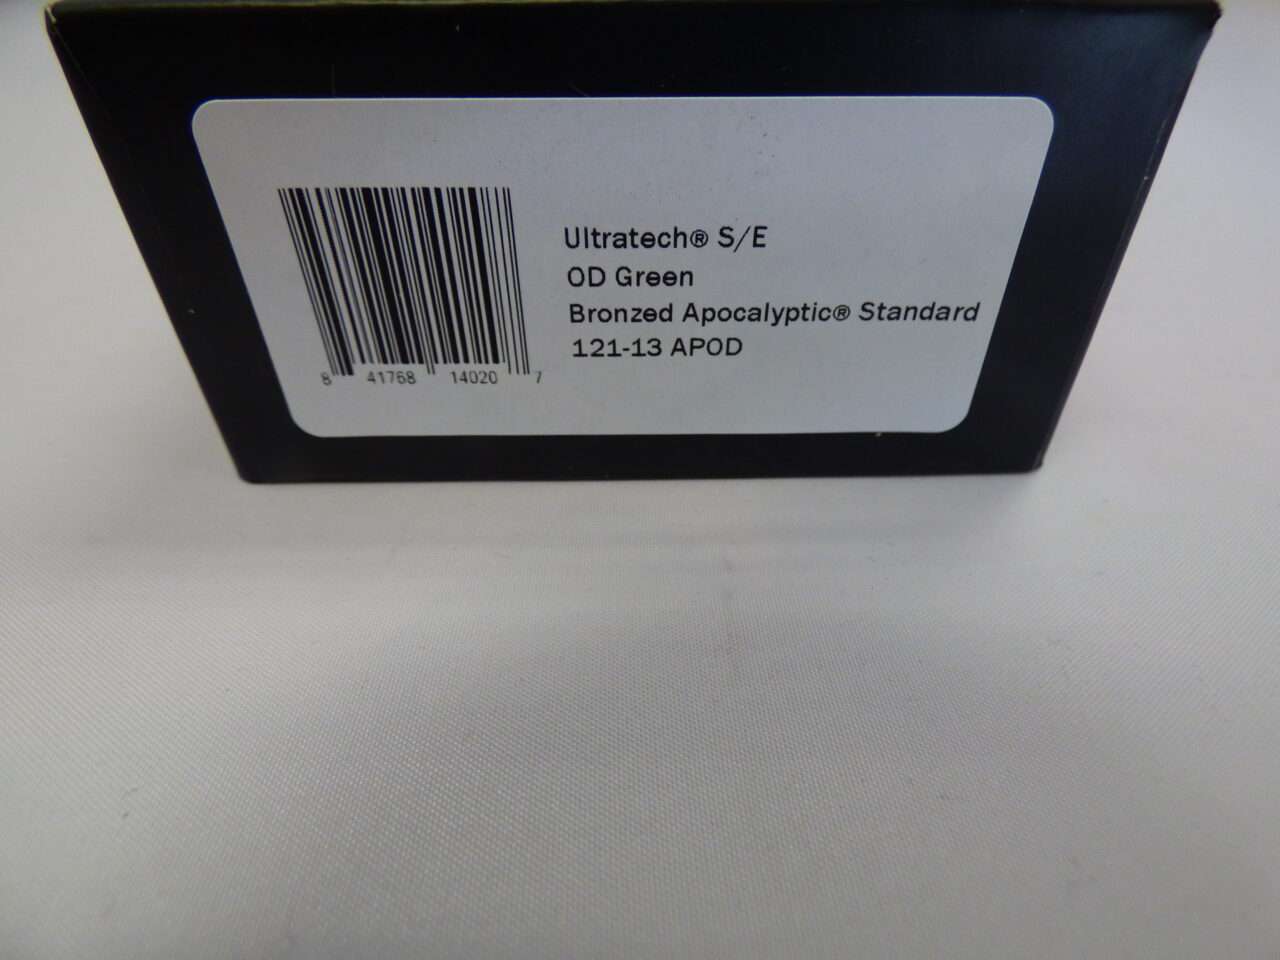 Ultratech® S/E
OD Green
Bronzed Apocalyptic® Standard
121-13 APOD
8 41768 14020 7